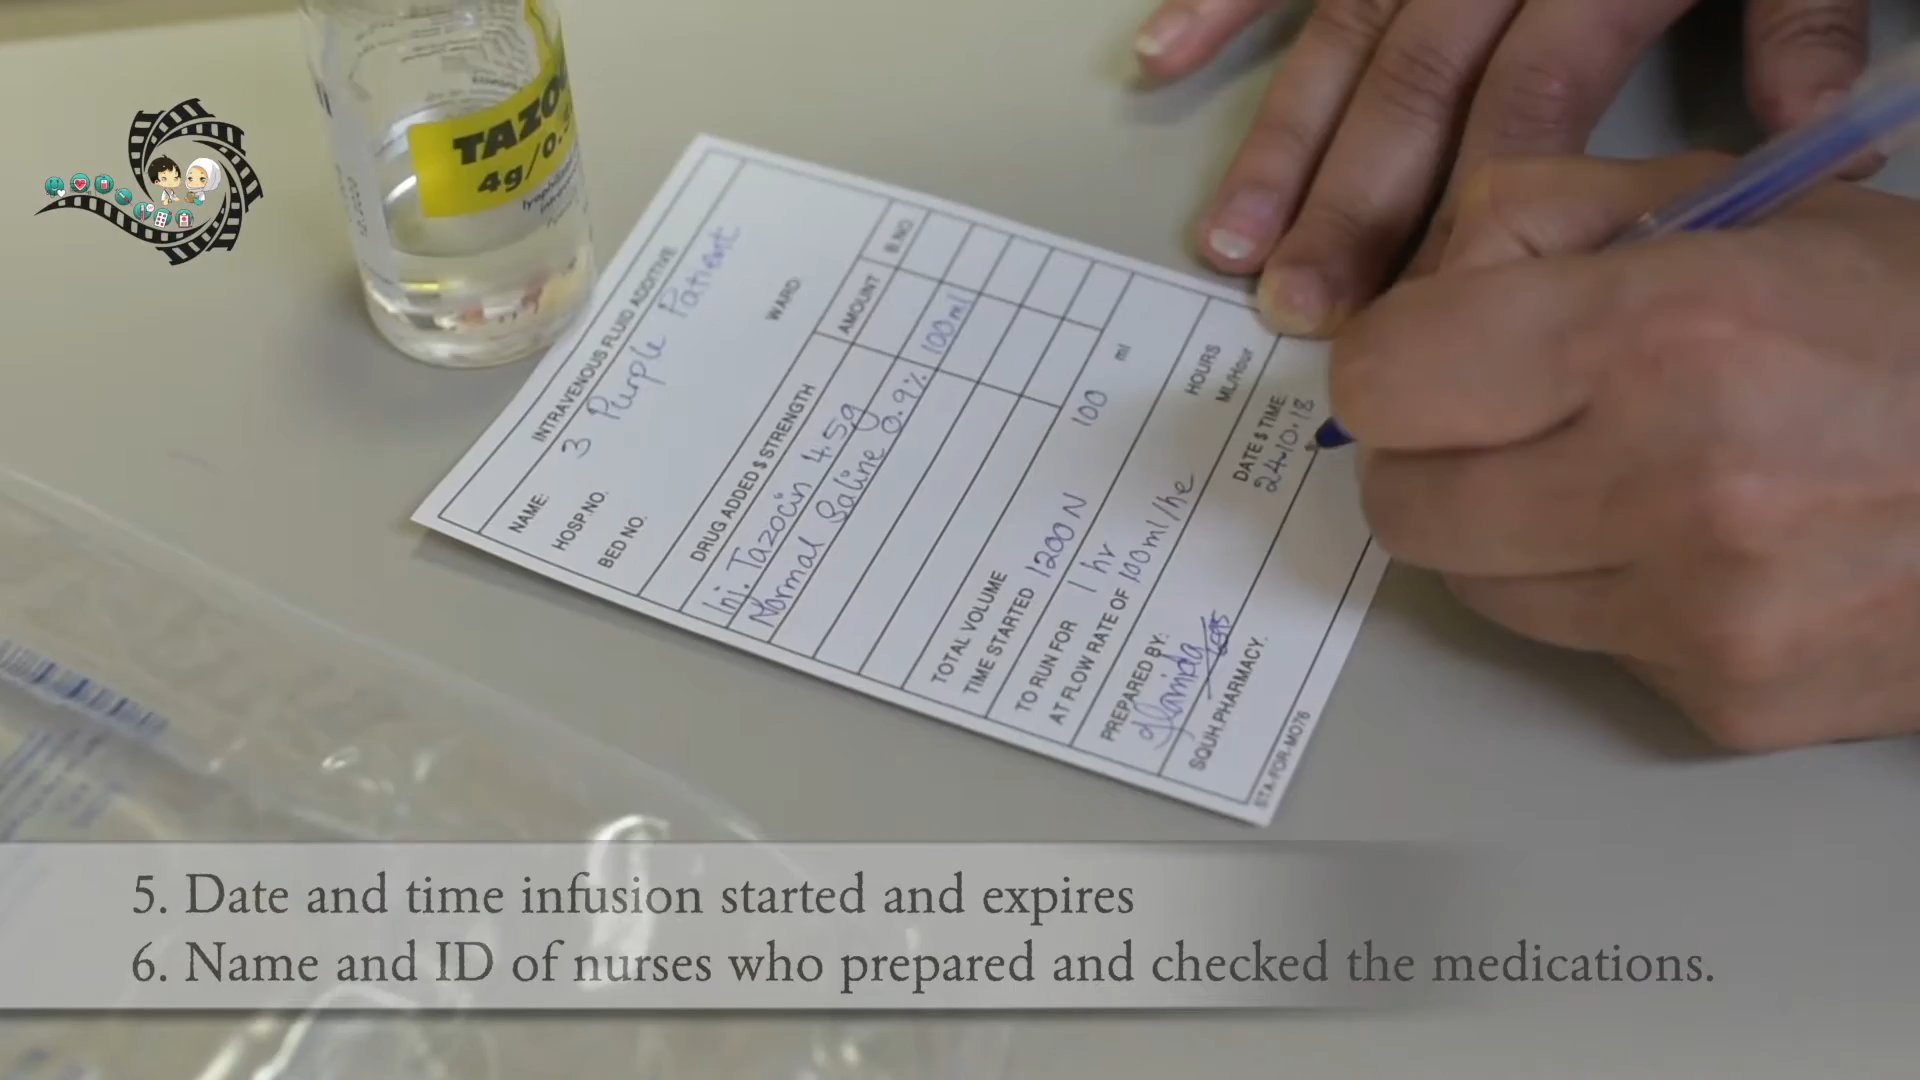 TAZO
4g/0.
INTRAVENOUS FLUID ADDITIVE
NAME: 3 Purple Patient
HOSP.NO. WARD
BED NO.
DRUG ADDED $ STRENGTH AMOUNT B.NO
Inj. Tazocin 4.5g
Normal Saline 0.9% 100ml
TOTAL VOLUME 100 ml
TIME STARTED 1200 N
TO RUN FOR 1 hr HOURS
AT FLOW RATE OF 100ml/he ML/Hour
PREPARED BY: DATE $ TIME
24.10.18
SQUH.PHARMACY.
STA-FOR-MO76
5. Date and time infusion started and expires
6. Name and ID of nurses who prepared and checked the medications.